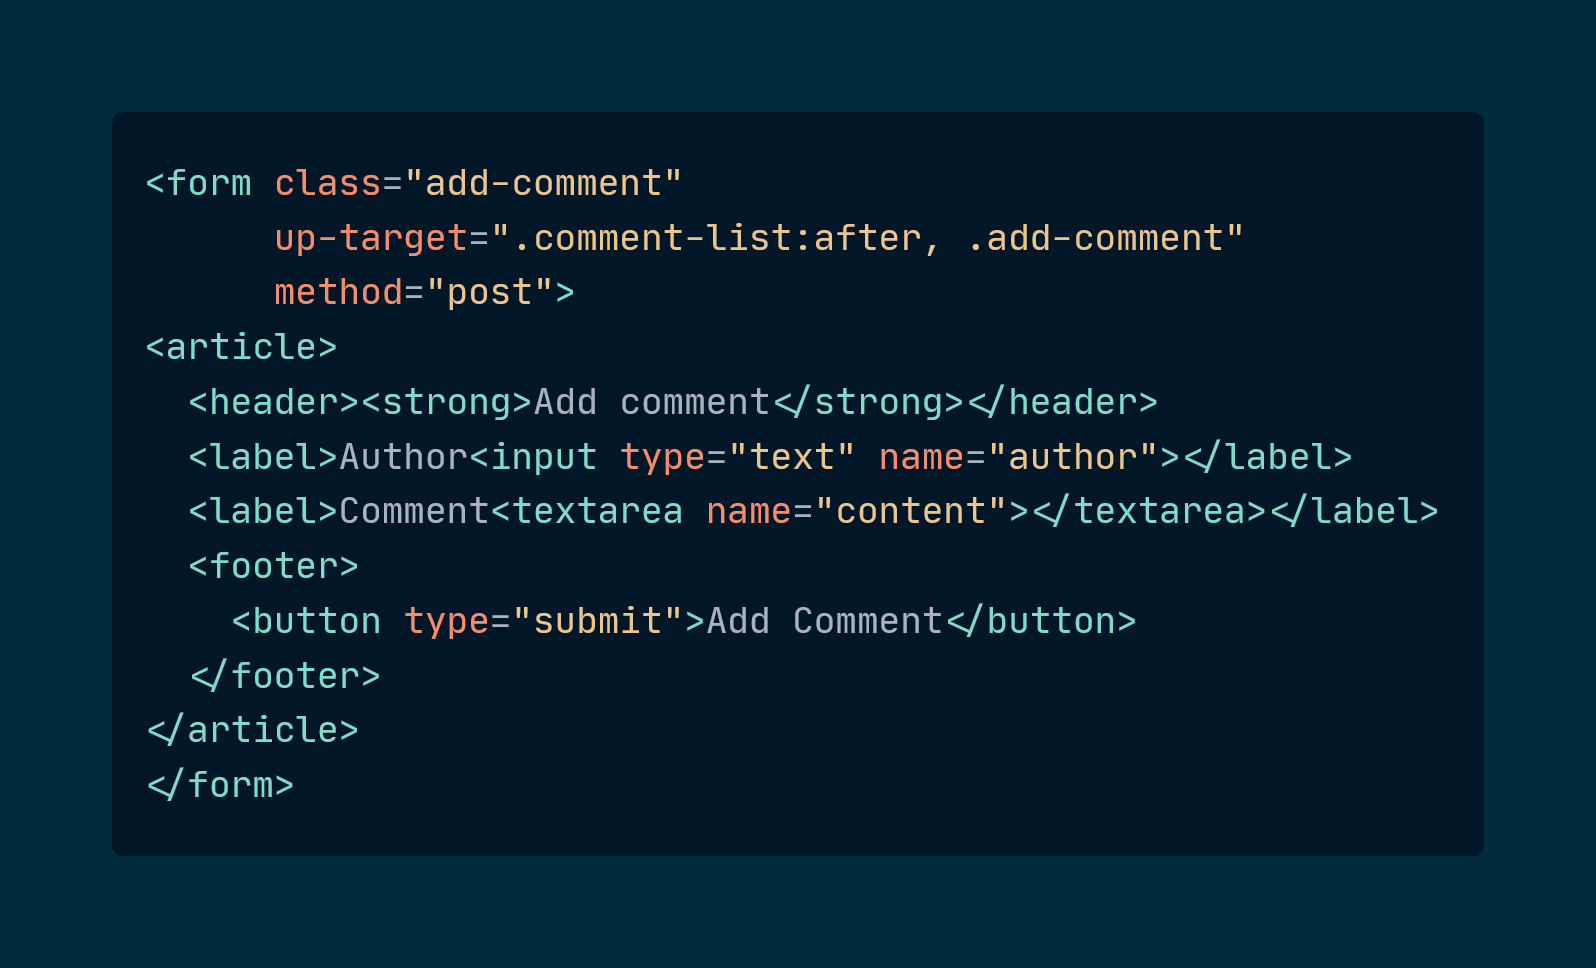 <form class="add-comment"
      up-target=".comment-list:after, .add-comment"
      method="post">
<article>
  <header><strong>Add comment</strong></header>
  <label>Author<input type="text" name="author"></label>
  <label>Comment<textarea name="content"></textarea></label>
  <footer>
    <button type="submit">Add Comment</button>
  </footer>
</article>
</form>